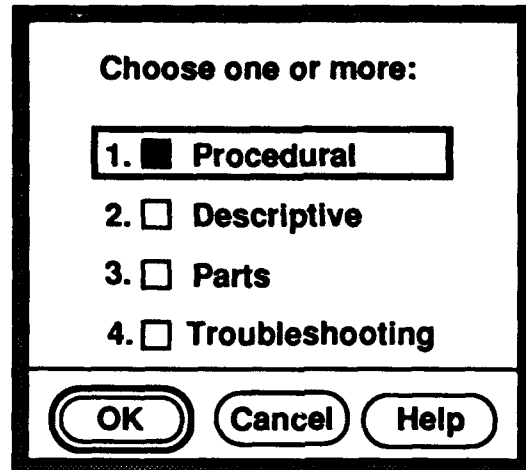 Choose one or more:
1. Procedural
2. Descriptive
3. Parts
4. Troubleshooting
OK Cancel Help